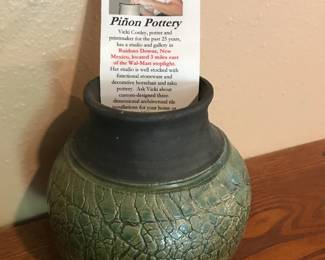 Piñon Pottery
Vicki Conley, potter and
printmaker for the past 25 years,
has a studio and gallery in
Ruidoso Downs, New
Mexico, located 3 miles east
of the Wal-Mart stoplight.
Her studio is well stocked with
functional stoneware and
decorative horsehair and raku
pottery. Ask Vicki about
custom-designed three
dimensional architectural tile
installations for your home or